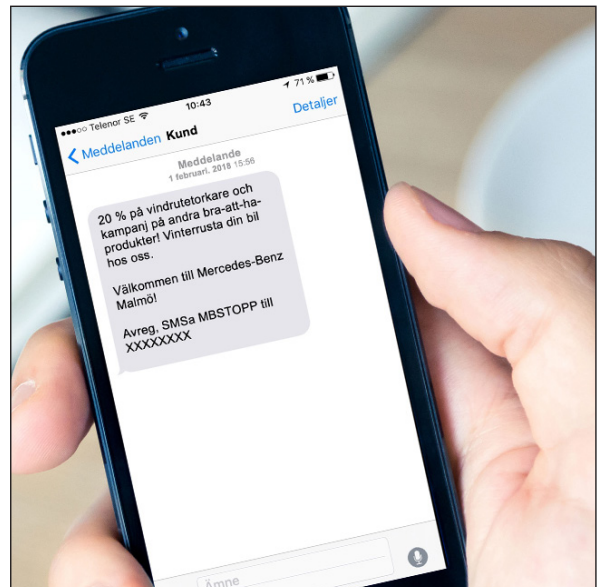 Telenor SE 10:43 71 %
Meddelanden Kund Detaljer
Meddelande
1 februari. 2018 15:56
20 % på vindrutetorkare och
kampanj på andra bra-att-ha-
produkter! Vinterrusta din bil
hos oss.
Välkommen till Mercedes-Benz
Malmö!
Avreg, SMSa MBSTOPP till
XXXXXXXX
Ämne